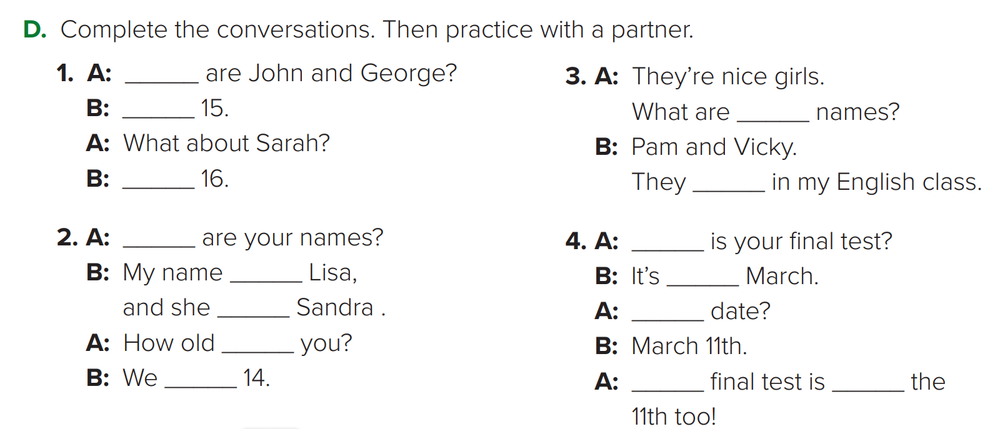 D. Complete the conversations. Then practice with a partner.
1. A: ______ are John and George?
B: ______ 15.
A: What about Sarah?
B: ______ 16.
2. A: ______ are your names?
B: My name ______ Lisa,
and she ______ Sandra .
A: How old ______ you?
B: We ______ 14.
3. A: They’re nice girls.
What are ______ names?
B: Pam and Vicky.
They ______ in my English class.
4. A: ______ is your final test?
B: It’s ______ March.
A: ______ date?
B: March 11th.
A: ______ final test is ______ the
11th too!